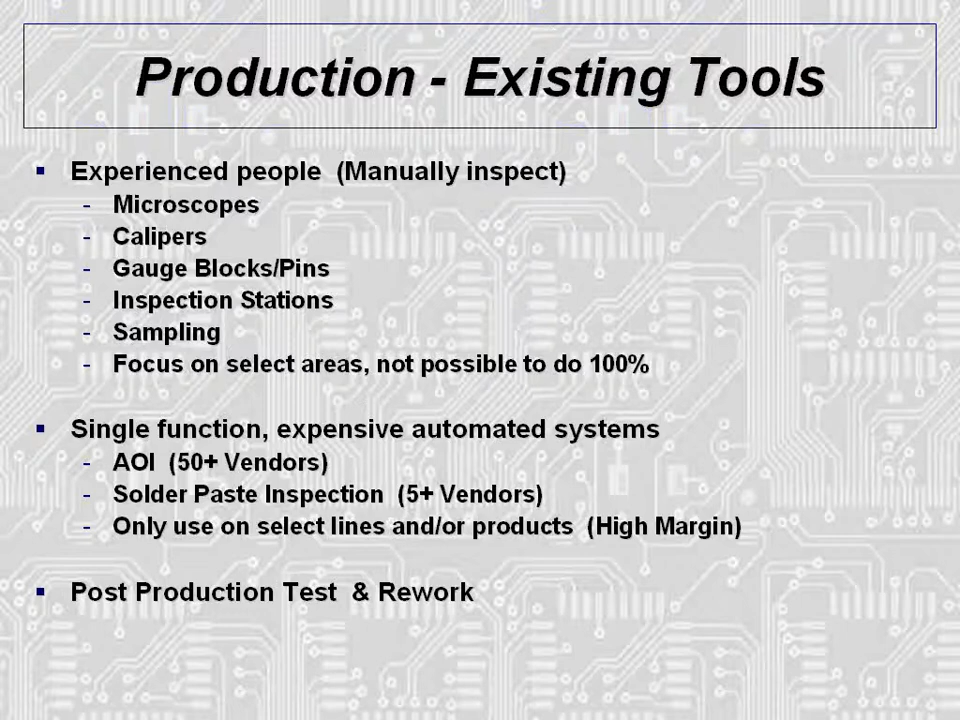 Production - Existing Tools
▪ Experienced people (Manually inspect)
- Microscopes
- Calipers
- Gauge Blocks/Pins
- Inspection Stations
- Sampling
- Focus on select areas, not possible to do 100%
▪ Single function, expensive automated systems
- AOI (50+ Vendors)
- Solder Paste Inspection (5+ Vendors)
- Only use on select lines and/or products (High Margin)
▪ Post Production Test & Rework